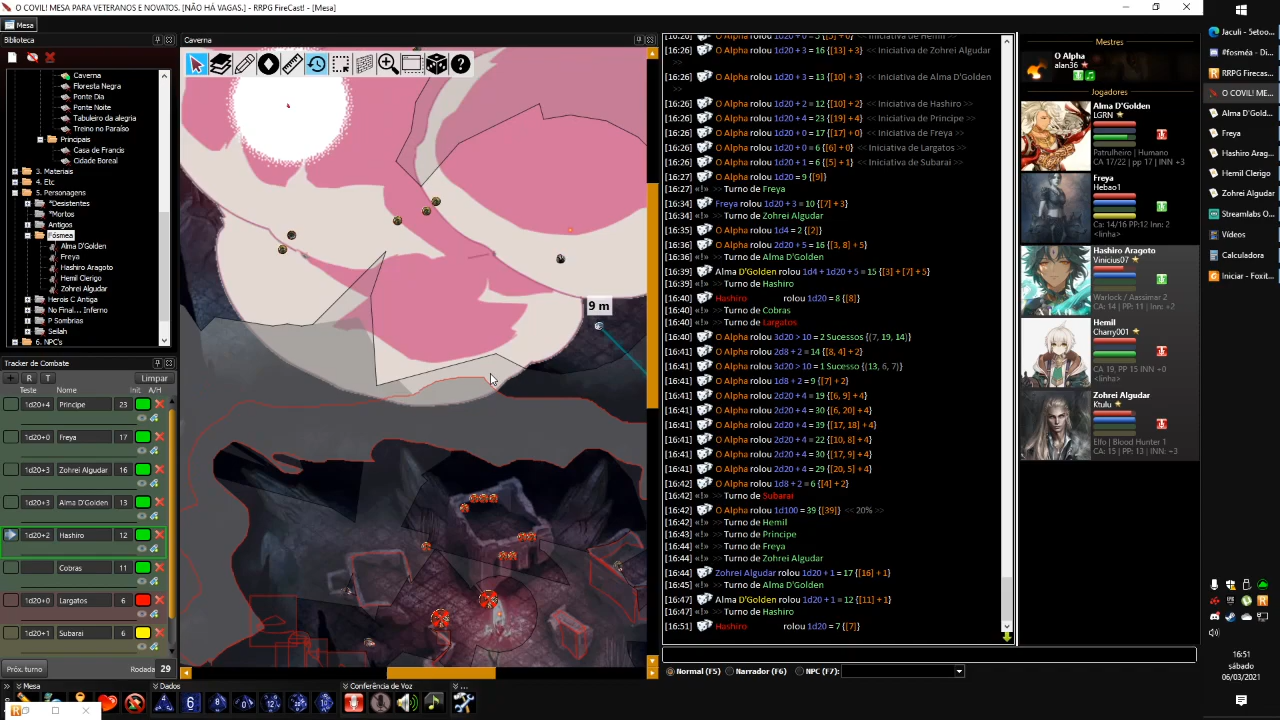 O COVIL! MESA PARA VETERANOS E NOVATOS. [NÃO HÁ VAGAS.] - RRPG FireCast! - [Mesa]
Mesa
Biblioteca
Caverna
Floresta Negra
Ponte Dia
Ponte Noite
Tabuleiro da alegria
Treino no Paraíso
Principais
Casa de Francis
Cidade Boreal
3. Materiais
4. Etc
5. Personagens
*Desistentes
*Mortos
Antigos
Fósmea
Alma D'Golden
Freya
Hashiro Aragoto
Hemil Clerigo
Zohrei Algudar
Herois C Antiga
No Final... Inferno
P Sombrias
Seilah
6. NPC's
Tracker de Combate
R T Limpar
Teste Nome Init. A/H
1d20+4 Principe 23
1d20+0 Freya 17
1d20+3 Zohrei Algudar 16
1d20+3 Alma D'Golden 13
1d20+2 Hashiro 12
Cobras 11
1d20+0 Largatos 6
1d20+1 Subarai 6
Próx. turno Rodada 29
Caverna
9 m
[16:26] O Alpha rolou 1d20 + 3 = 16 {[13] + 3} << Iniciativa de Zohrei Algudar
>>
[16:26] O Alpha rolou 1d20 + 3 = 13 {[10] + 3} << Iniciativa de Alma D'Golden
>>
[16:26] O Alpha rolou 1d20 + 2 = 12 {[10] + 2} << Iniciativa de Hashiro >>
[16:26] O Alpha rolou 1d20 + 4 = 23 {[19] + 4} << Iniciativa de Principe >>
[16:26] O Alpha rolou 1d20 + 0 = 17 {[17] + 0} << Iniciativa de Freya >>
[16:26] O Alpha rolou 1d20 + 0 = 6 {[6] + 0} << Iniciativa de Largatos >>
[16:26] O Alpha rolou 1d20 + 1 = 6 {[5] + 1} << Iniciativa de Subarai >>
[16:27] O Alpha rolou 1d20 = 9 {[9]}
[16:27] «!» >> Turno de Freya
[16:34] Freya rolou 1d20 + 3 = 10 {[7] + 3}
[16:34] «!» >> Turno de Zohrei Algudar
[16:35] O Alpha rolou 1d4 = 2 {[2]}
[16:36] O Alpha rolou 2d20 + 5 = 16 {[3, 8] + 5}
[16:36] «!» >> Turno de Alma D'Golden
[16:39] Alma D'Golden rolou 1d4 + 1d20 + 5 = 15 {[3] + [7] + 5}
[16:39] «!» >> Turno de Hashiro
[16:40] Hashiro rolou 1d20 = 8 {[8]}
[16:40] «!» >> Turno de Cobras
[16:40] «!» >> Turno de Largatos
[16:40] O Alpha rolou 3d20 > 10 = 2 Sucessos {(7, 19, 14)}
[16:41] O Alpha rolou 2d8 + 2 = 14 {[8, 4] + 2}
[16:41] O Alpha rolou 3d20 > 10 = 1 Sucesso {(13, 6, 7)}
[16:41] O Alpha rolou 1d8 + 2 = 9 {[7] + 2}
[16:41] O Alpha rolou 2d20 + 4 = 19 {[6, 9] + 4}
[16:41] O Alpha rolou 2d20 + 4 = 30 {[6, 20] + 4}
[16:41] O Alpha rolou 2d20 + 4 = 39 {[17, 18] + 4}
[16:41] O Alpha rolou 2d20 + 4 = 22 {[10, 8] + 4}
[16:41] O Alpha rolou 2d20 + 4 = 30 {[17, 9] + 4}
[16:41] O Alpha rolou 2d20 + 4 = 29 {[20, 5] + 4}
[16:42] O Alpha rolou 1d8 + 2 = 6 {[4] + 2}
[16:42] «!» >> Turno de Subarai
[16:42] O Alpha rolou 1d100 = 39 {[39]} << 20% >>
[16:42] «!» >> Turno de Hemil
[16:43] «!» >> Turno de Principe
[16:44] «!» >> Turno de Freya
[16:44] «!» >> Turno de Zohrei Algudar
[16:44] Zohrei Algudar rolou 1d20 + 1 = 17 {[16] + 1}
[16:45] «!» >> Turno de Alma D'Golden
[16:47] Alma D'Golden rolou 1d20 + 1 = 12 {[11] + 1}
[16:47] «!» >> Turno de Hashiro
[16:51] Hashiro rolou 1d20 = 7 {[7]}
Normal (F5) Narrador (F6) NPC (F7):
Mestres
O Alpha
alan36
Jogadores
Alma D'Golden
LGRN
Patrulheiro | Humano
CA 17/22 | pp 17 | INN +3
Freya
Hebao1
Ca: 14/16 PP:12 Inn: 2
<linha>
Hashiro Aragoto
Vinicius07
Warlock / Aassimar 2
CA: 14 | PP: 11 | Inn: +2
Hemil
Charry001
CA 19, PP 15 INN +0
<linha>
Zohrei Algudar
Ktulu
Elfo | Blood Hunter 1
CA: 15 | PP: 13 | INN: +3
Jaculi - Setoo...
#fosméa - Di...
RRPG Firecas...
O COVIL! ME...
Alma D'Gold...
Freya
Hashiro Arag...
Hemil Clerigo
Zohrei Algudar
Streamlabs O...
Vídeos
Calculadora
Iniciar - Foxit...
16:51
sábado
06/03/2021
Mesa
Dados
Conferência de Voz